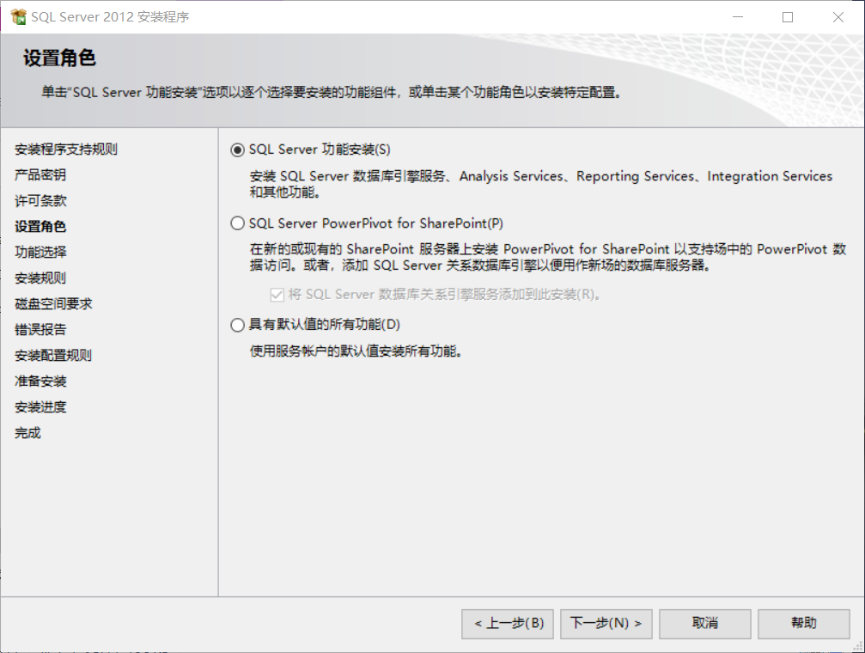 SQL Server 2012 安装程序
设置角色
单击"SQL Server 功能安装"选项以逐个选择要安装的功能组件，或单击某个功能角色以安装特定配置。
安装程序支持规则
产品密钥
许可条款
设置角色
功能选择
安装规则
磁盘空间要求
错误报告
安装配置规则
准备安装
安装进度
完成
SQL Server 功能安装(S)
安装 SQL Server 数据库引擎服务、Analysis Services、Reporting Services、Integration Services
和其他功能。
SQL Server PowerPivot for SharePoint(P)
在新的或现有的 SharePoint 服务器上安装 PowerPivot for SharePoint 以支持场中的 PowerPivot 数
据访问。或者，添加 SQL Server 关系数据库引擎以便用作新场的数据库服务器。
将 SQL Server 数据库关系引擎服务添加到此安装(R)。
具有默认值的所有功能(D)
使用服务帐户的默认值安装所有功能。
< 上一步(B)
下一步(N) >
取消
帮助